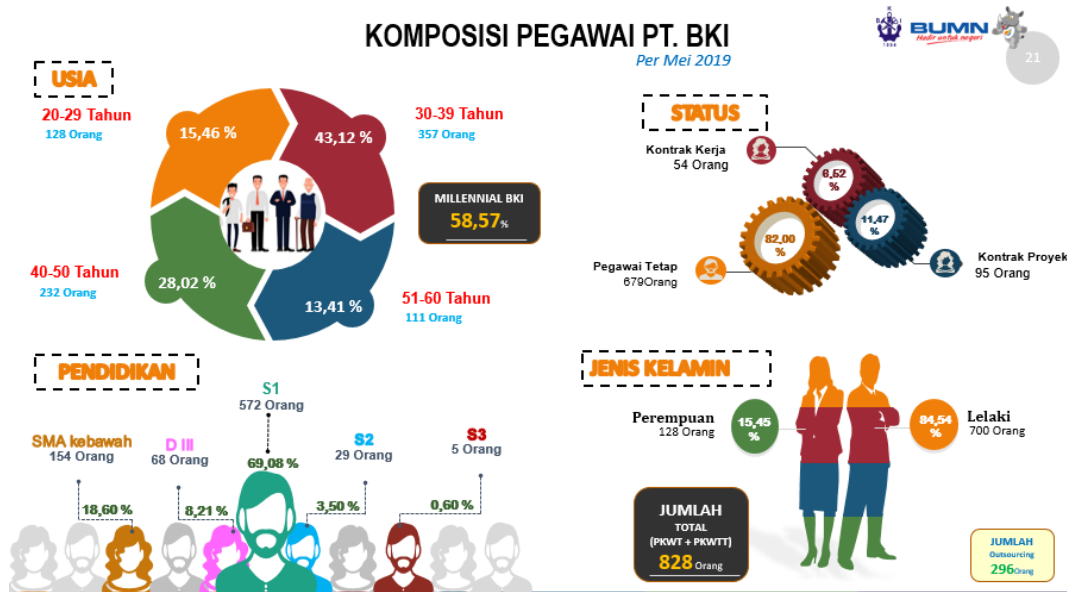 KOMPOSISI PEGAWAI PT. BKI
Per Mei 2019
BUMN
Hadir untuk negeri
21
USIA
20-29 Tahun
128 Orang
15,46 %
30-39 Tahun
357 Orang
43,12 %
40-50 Tahun
232 Orang
28,02 %
51-60 Tahun
111 Orang
13,41 %
MILLENNIAL BKI
58,57%
STATUS
Kontrak Kerja
54 Orang
6,52
%
11,47
%
82,00
%
Pegawai Tetap
679Orang
Kontrak Proyek
95 Orang
PENDIDIKAN
S1
572 Orang
69,08 %
SMA kebawah
154 Orang
18,60 %
D III
68 Orang
8,21 %
S2
29 Orang
3,50 %
S3
5 Orang
0,60 %
JENIS KELAMIN
Perempuan
128 Orang
15,45
%
84,54
%
Lelaki
700 Orang
JUMLAH
TOTAL
(PKWT + PKWTT)
828 Orang
JUMLAH
Outsourcing
296Orang